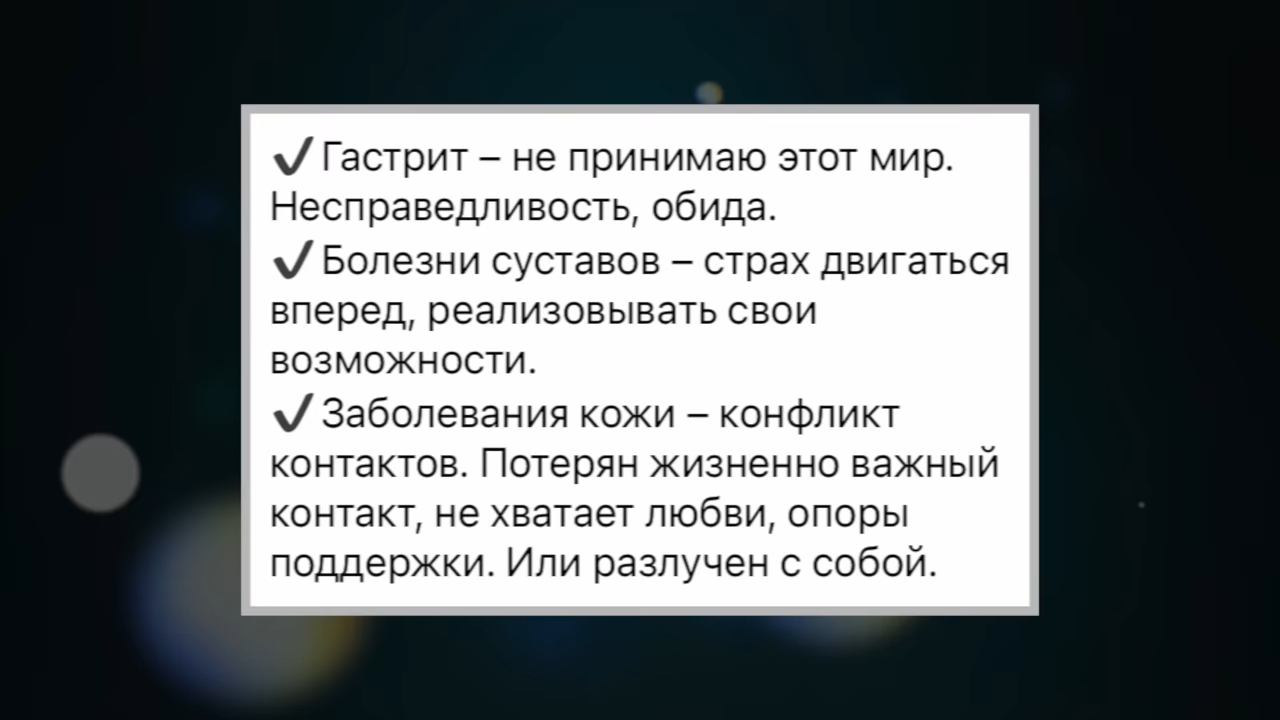 ✔Гастрит – не принимаю этот мир.
Несправедливость, обида.
✔Болезни суставов – страх двигаться
вперед, реализовывать свои
возможности.
✔Заболевания кожи – конфликт
контактов. Потерян жизненно важный
контакт, не хватает любви, опоры
поддержки. Или разлучен с собой.